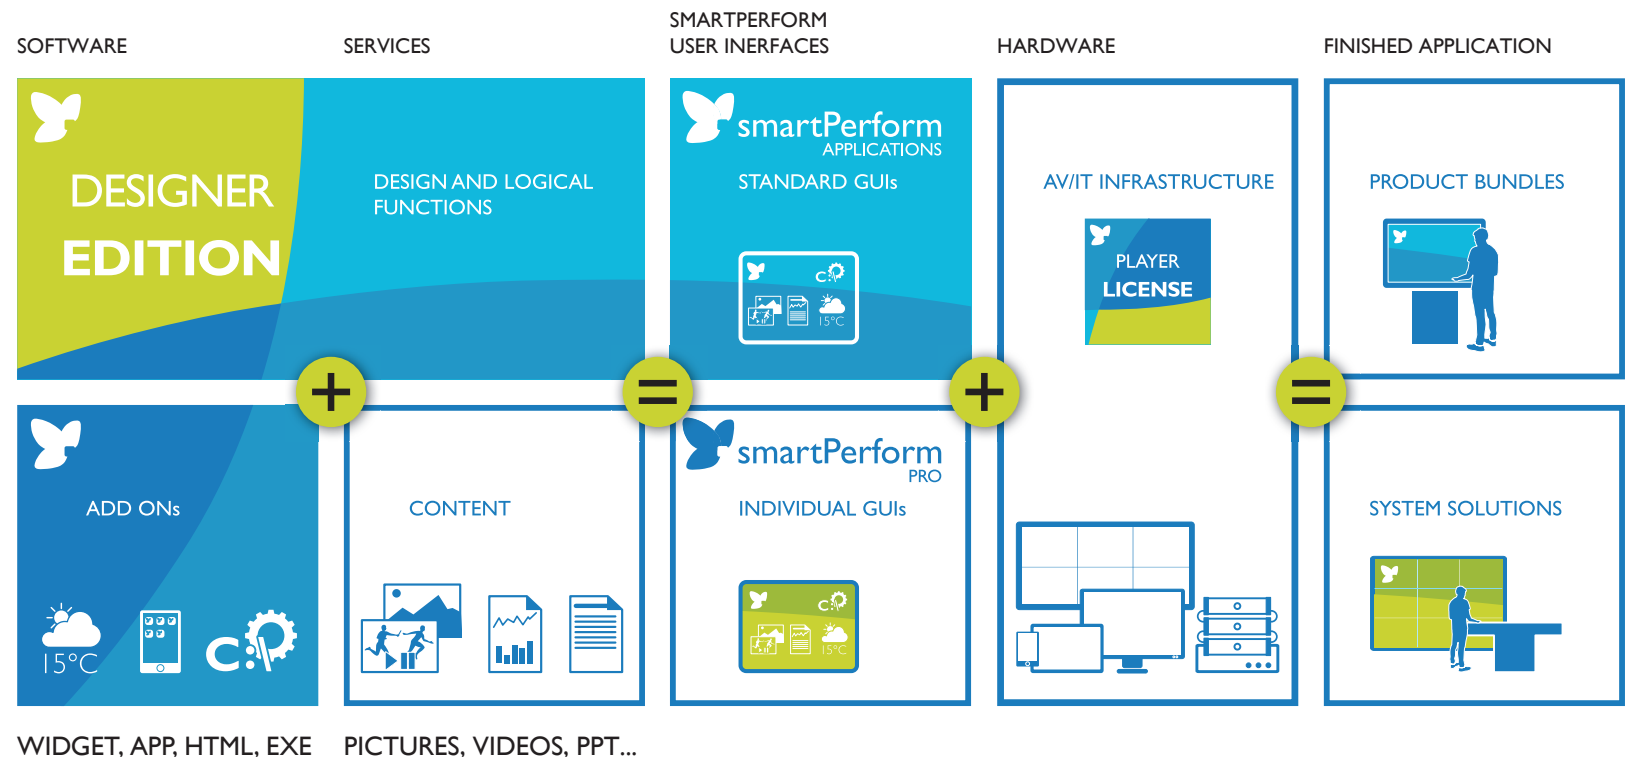 SOFTWARE
SERVICES
SMARTPERFORM
USER INERFACES
HARDWARE
FINISHED APPLICATION
DESIGNER
EDITION
DESIGN AND LOGICAL
FUNCTIONS
smartPerform
APPLICATIONS
STANDARD GUIs
c:\
15°C
AV/IT INFRASTRUCTURE
PLAYER
LICENSE
PRODUCT BUNDLES
+
=
+
=
ADD ONs
15°C
c:\
CONTENT
smartPerform
PRO
INDIVIDUAL GUIs
c:\
15°C
SYSTEM SOLUTIONS
WIDGET, APP, HTML, EXE
PICTURES, VIDEOS, PPT...